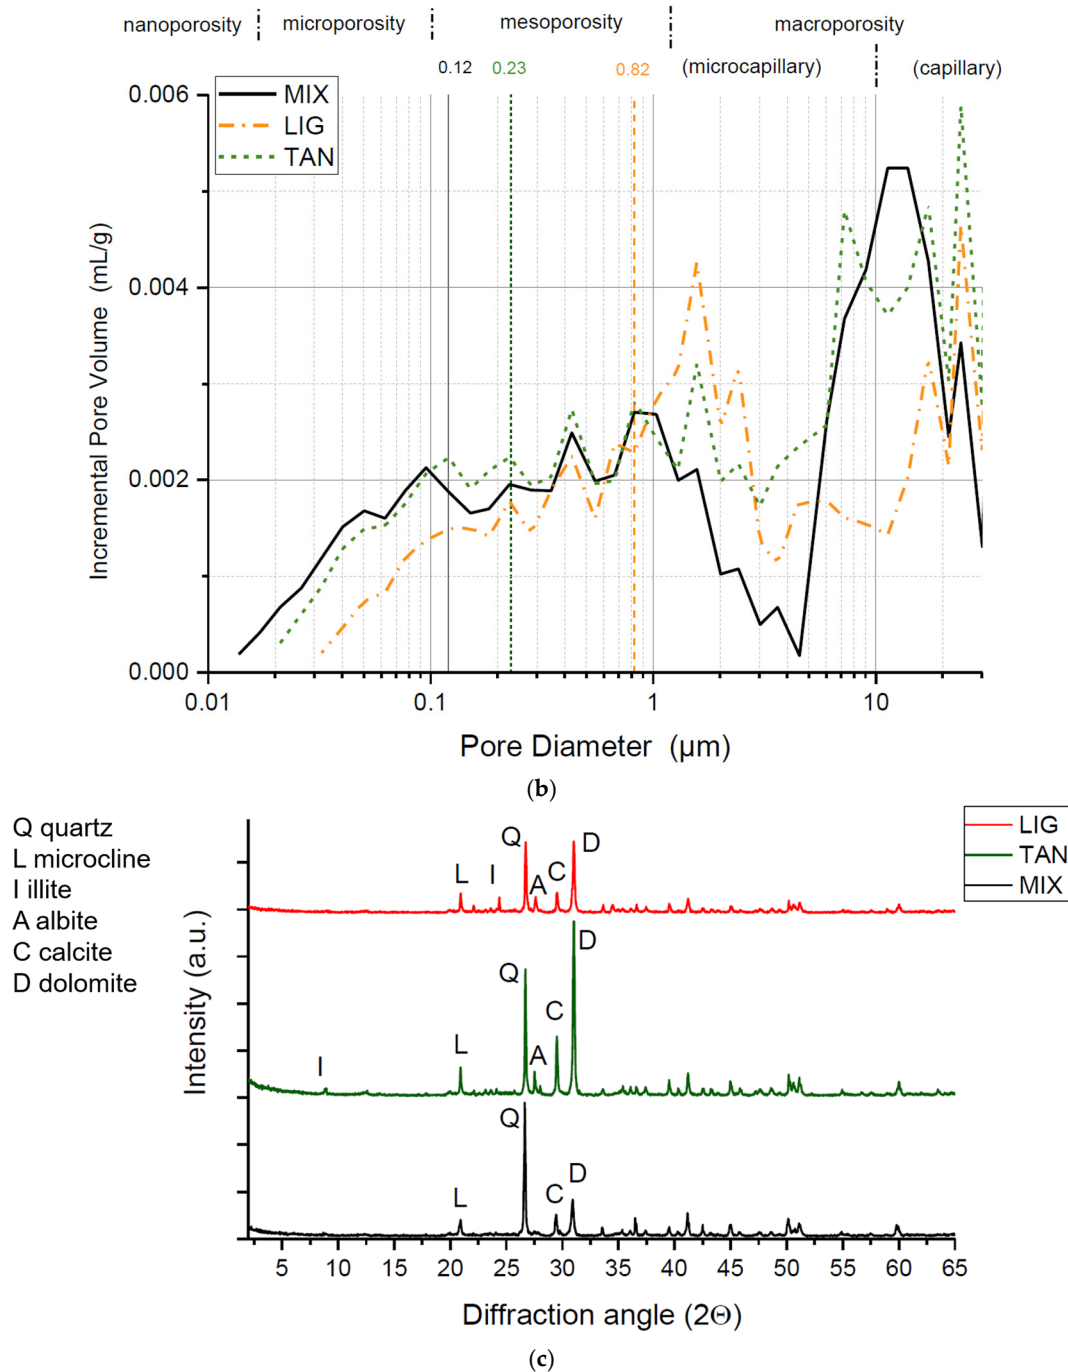 nanoporosity microporosity mesoporosity macroporosity
0.12 0.23 0.82 (microcapillary) (capillary)
MIX
LIG
TAN
0.006
0.004
0.002
0.000
Incremental Pore Volume (mL/g)
0.01 0.1 1 10
Pore Diameter (µm)
(b)
Q quartz
L microcline
I illite
A albite
C calcite
D dolomite
LIG
TAN
MIX
Q D
L I A C
D
Q
C
L A
I
Q
D
C
L
Intensity (a.u.)
5 10 15 20 25 30 35 40 45 50 55 60 65
Diffraction angle (2Θ)
(c)